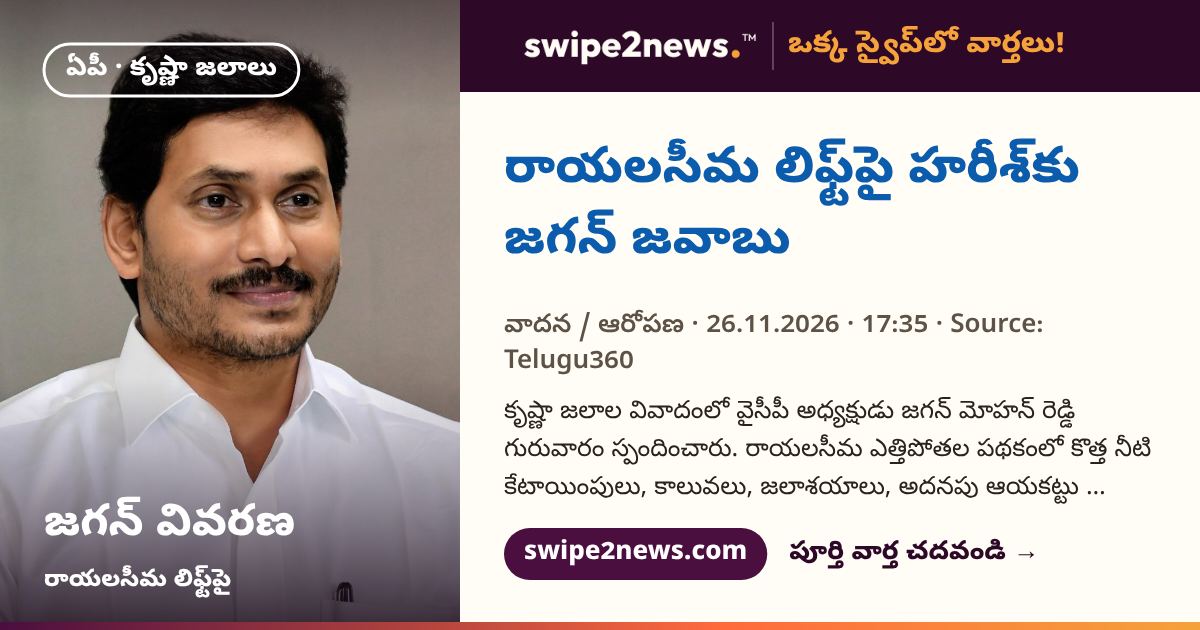 ఏపీ · కృష్ణా జలాలు
జగన్ వివరణ
రాయలసీమ లిఫ్ట్‌పై
swipe2news.™
ఒక్క స్వైప్‌లో వార్తలు!
రాయలసీమ లిఫ్ట్‌పై హరీశ్‌కు
జగన్ జవాబు
వాదన / ఆరోపణ · 26.11.2026 · 17:35 · Source:
Telugu360
కృష్ణా జలాల వివాదంలో వైసీపీ అధ్యక్షుడు జగన్ మోహన్ రెడ్డి
గురువారం స్పందించారు. రాయలసీమ ఎత్తిపోతల పథకంలో కొత్త నీటి
కేటాయింపులు, కాలువలు, జలాశయాలు, అదనపు ఆయకట్టు ...
swipe2news.com
పూర్తి వార్త చదవండి →